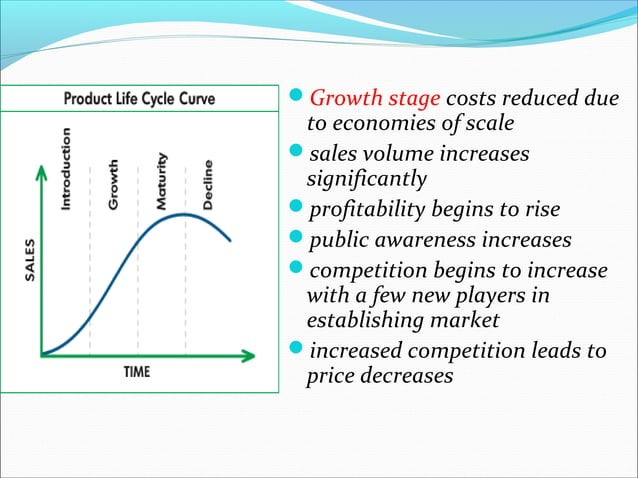 Product Life Cycle Curve
Introduction
Growth
Maturity
Decline
SALES
TIME
Growth stage costs reduced due
to economies of scale
sales volume increases
significantly
profitability begins to rise
public awareness increases
competition begins to increase
with a few new players in
establishing market
increased competition leads to
price decreases